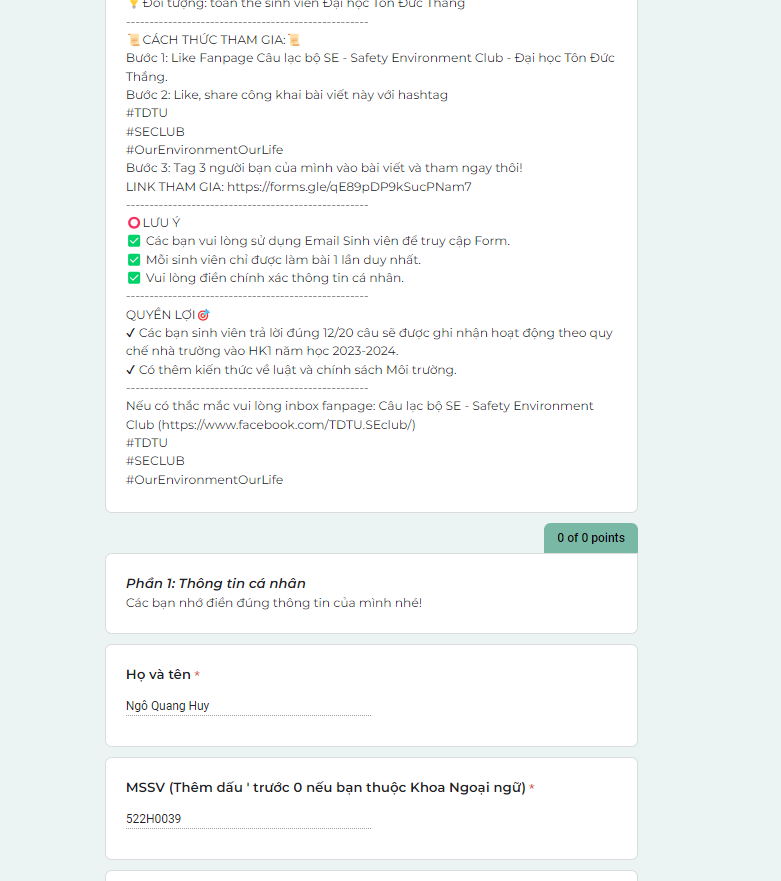 💡Đối tượng: toàn thể sinh viên Đại học Tôn Đức Thắng
---------------------------------------------------
📜CÁCH THỨC THAM GIA:📜
Bước 1: Like Fanpage Câu lạc bộ SE - Safety Environment Club - Đại học Tôn Đức
Thắng.
Bước 2: Like, share công khai bài viết này với hashtag
#TDTU
#SECLUB
#OurEnvironmentOurLife
Bước 3: Tag 3 người bạn của mình vào bài viết và tham ngay thôi!
LINK THAM GIA: https://forms.gle/qE89pDP9kSucPNam7
---------------------------------------------------
⭕LƯU Ý
✅ Các bạn vui lòng sử dụng Email Sinh viên để truy cập Form.
✅ Mỗi sinh viên chỉ được làm bài 1 lần duy nhất.
✅ Vui lòng điền chính xác thông tin cá nhân.
---------------------------------------------------
QUYỀN LỢI🎯
✔ Các bạn sinh viên trả lời đúng 12/20 câu sẽ được ghi nhận hoạt động theo quy
chế nhà trường vào HK1 năm học 2023-2024.
✔ Có thêm kiến thức về luật và chính sách Môi trường.
---------------------------------------------------
Nếu có thắc mắc vui lòng inbox fanpage: Câu lạc bộ SE - Safety Environment
Club (https://www.facebook.com/TDTU.SEclub/)
#TDTU
#SECLUB
#OurEnvironmentOurLife
0 of 0 points
Phần 1: Thông tin cá nhân
Các bạn nhớ điền đúng thông tin của mình nhé!
Họ và tên *
Ngô Quang Huy
MSSV (Thêm dấu ' trước 0 nếu bạn thuộc Khoa Ngoại ngữ) *
522H0039